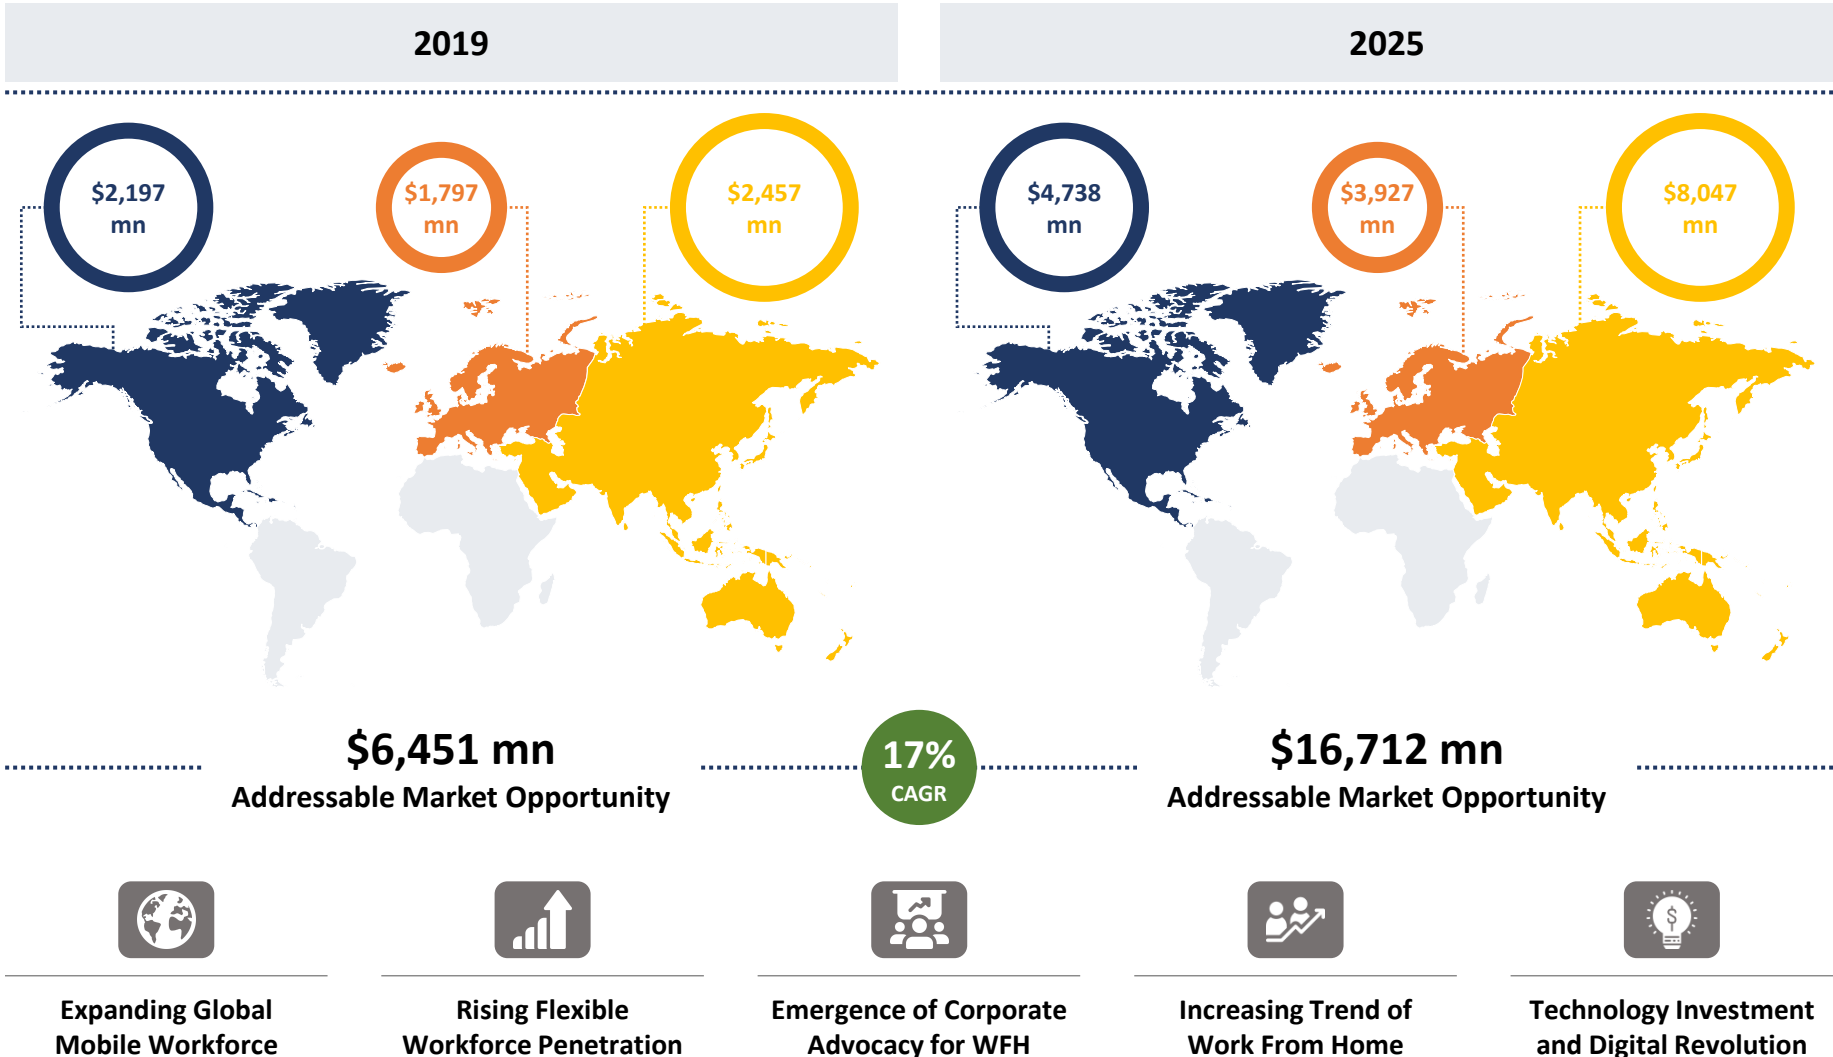 2019
2025
$2,197
mn
$1,797
mn
$2,457
mn
$4,738
mn
$3,927
mn
$8,047
mn
$6,451 mn
Addressable Market Opportunity
17%
CAGR
$16,712 mn
Addressable Market Opportunity
$
Expanding Global
Mobile Workforce
Rising Flexible
Workforce Penetration
Emergence of Corporate
Advocacy for WFH
Increasing Trend of
Work From Home
Technology Investment
and Digital Revolution